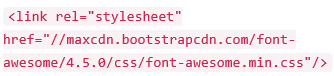 <link rel="stylesheet"
href="//maxcdn.bootstrapcdn.com/font-
awesome/4.5.0/css/font-awesome.min.css"/>